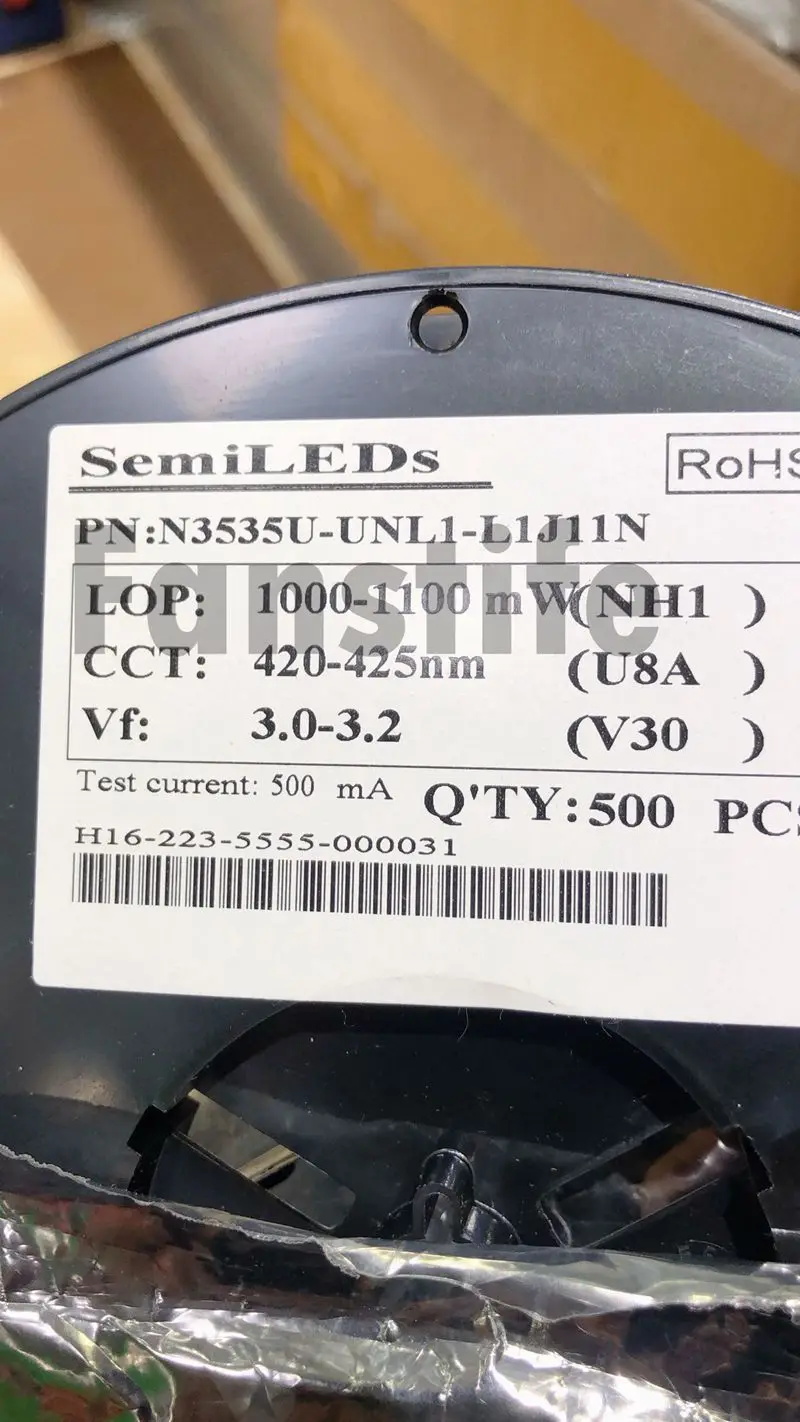 SemiLEDs
RoHS
PN:N3535U-UNL1-L1J11N
Fanstife
LOP: 1000-1100 mW(NH1 )
CCT: 420-425nm (U8A )
Vf: 3.0-3.2 (V30 )
Test current: 500 mA Q'TY:500 PCS
H16-223-5555-000031